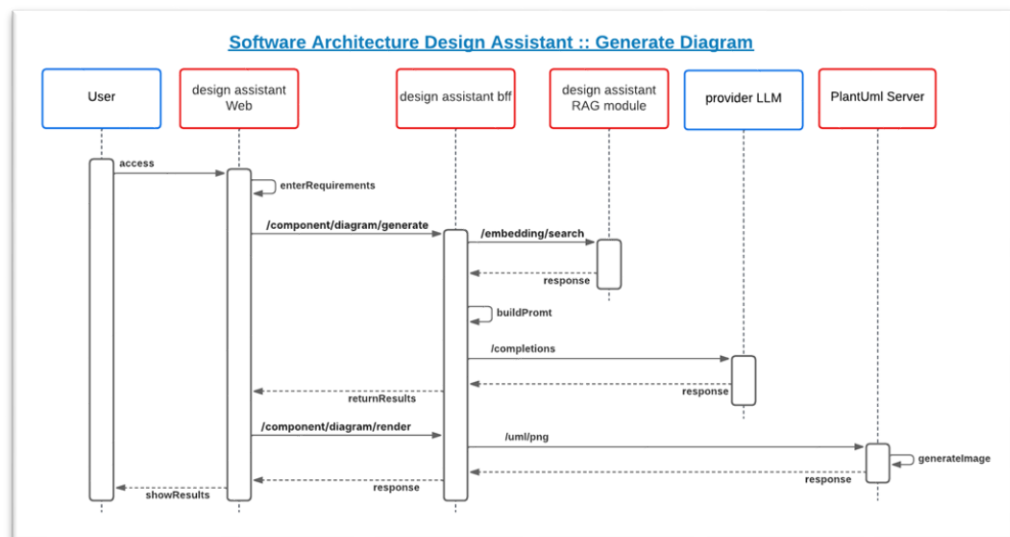 Software Architecture Design Assistant :: Generate Diagram
User
design assistant
Web
design assistant bff
design assistant
RAG module
provider LLM
PlantUml Server
access
enterRequirements
/component/diagram/generate
/embedding/search
response
buildPromt
/completions
response
returnResults
/component/diagram/render
/uml/png
generateImage
response
response
showResults